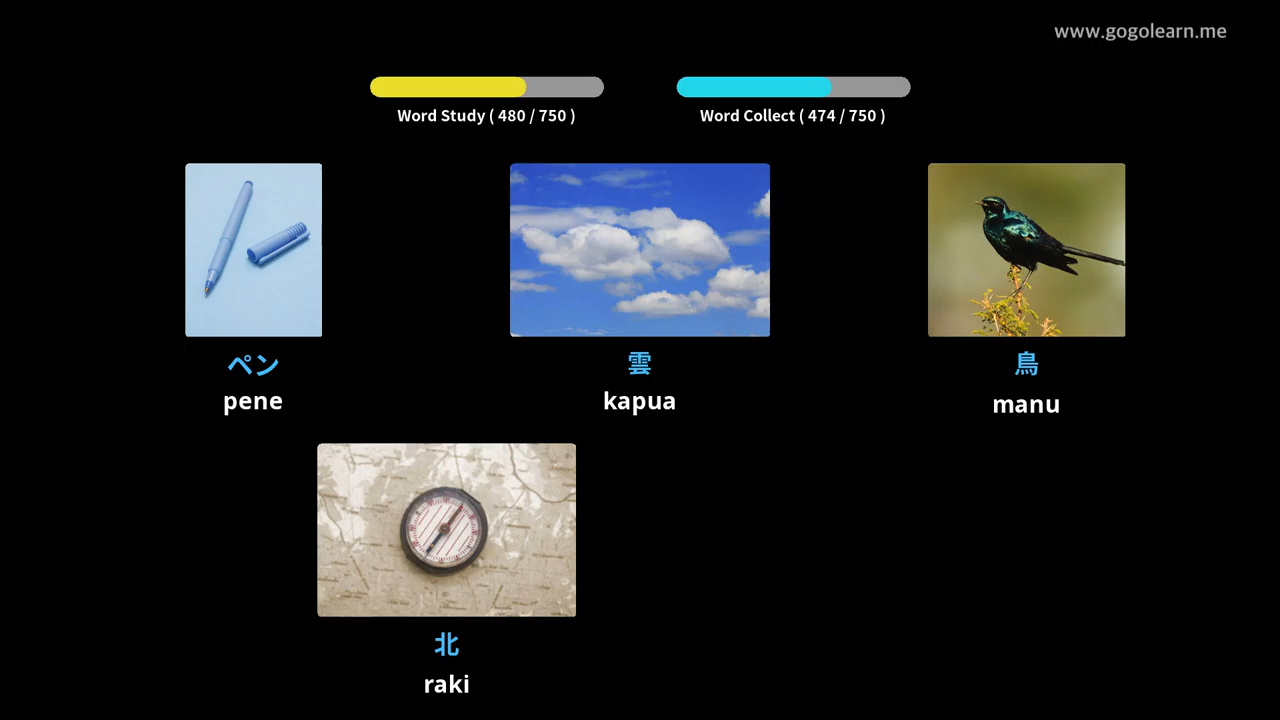 www.gogolearn.me
Word Study ( 480 / 750 )
Word Collect ( 474 / 750 )
ペン
pene
雲
kapua
鳥
manu
北
raki